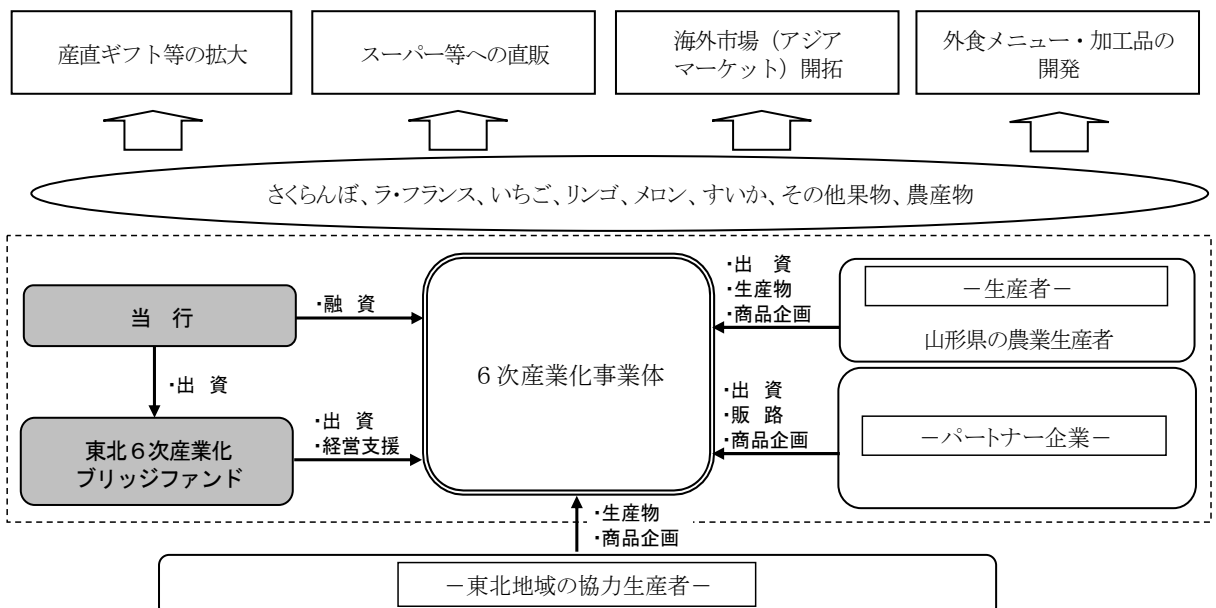 産直ギフト等の拡大
スーパー等への直販
海外市場（アジア
マーケット）開拓
外食メニュー・加工品の
開発
さくらんぼ、ラ・フランス、いちご、リンゴ、メロン、すいか、その他果物、農産物
当　行
・融　資
・出　資
東北６次産業化
ブリッジファンド
・出　資
・経営支援
６次産業化事業体
・出　資
・生産物
・商品企画
－生産者－
山形県の農業生産者
・出　資
・販　路
・商品企画
－パートナー企業－
・生産物
・商品企画
－東北地域の協力生産者－